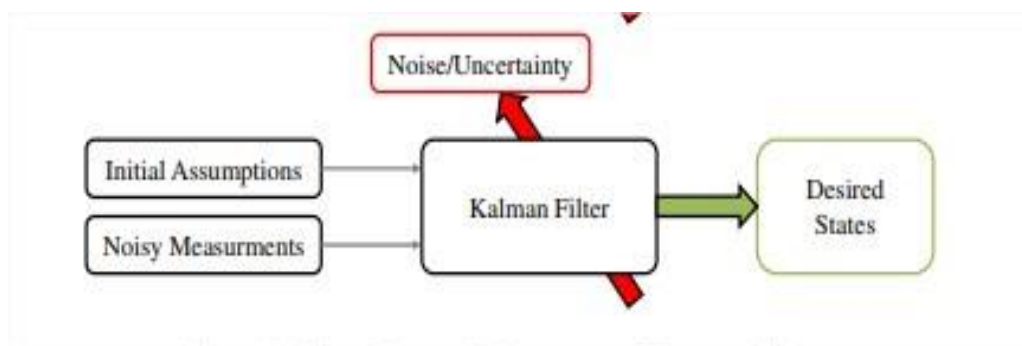 Noise/Uncertainty
Initial Assumptions
Kalman Filter
Desired
States
Noisy Measurments